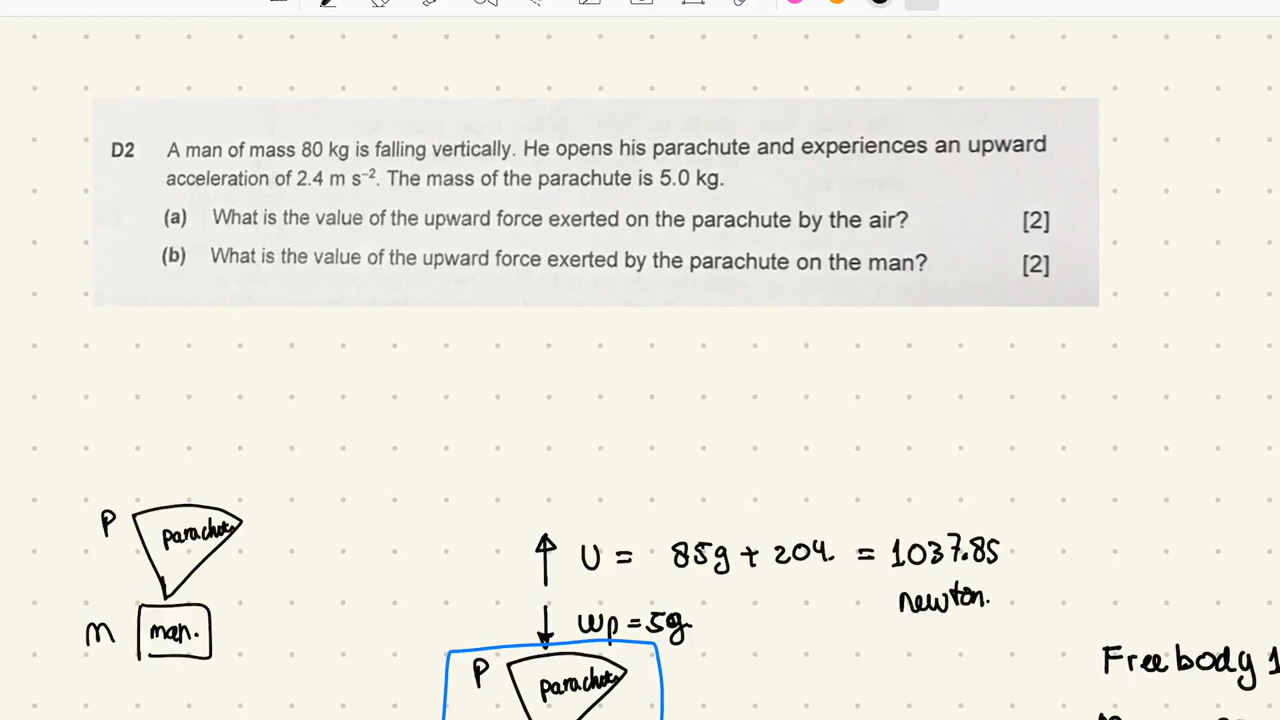 D2 A man of mass 80 kg is falling vertically. He opens his parachute and experiences an upward
acceleration of 2.4 m s⁻². The mass of the parachute is 5.0 kg.
(a) What is the value of the upward force exerted on the parachute by the air? [2]
(b) What is the value of the upward force exerted by the parachute on the man? [2]
P parachute
M man.
U = 85g + 204. = 1037.85
newton.
Wp = 5g
P parachute
Free body 1